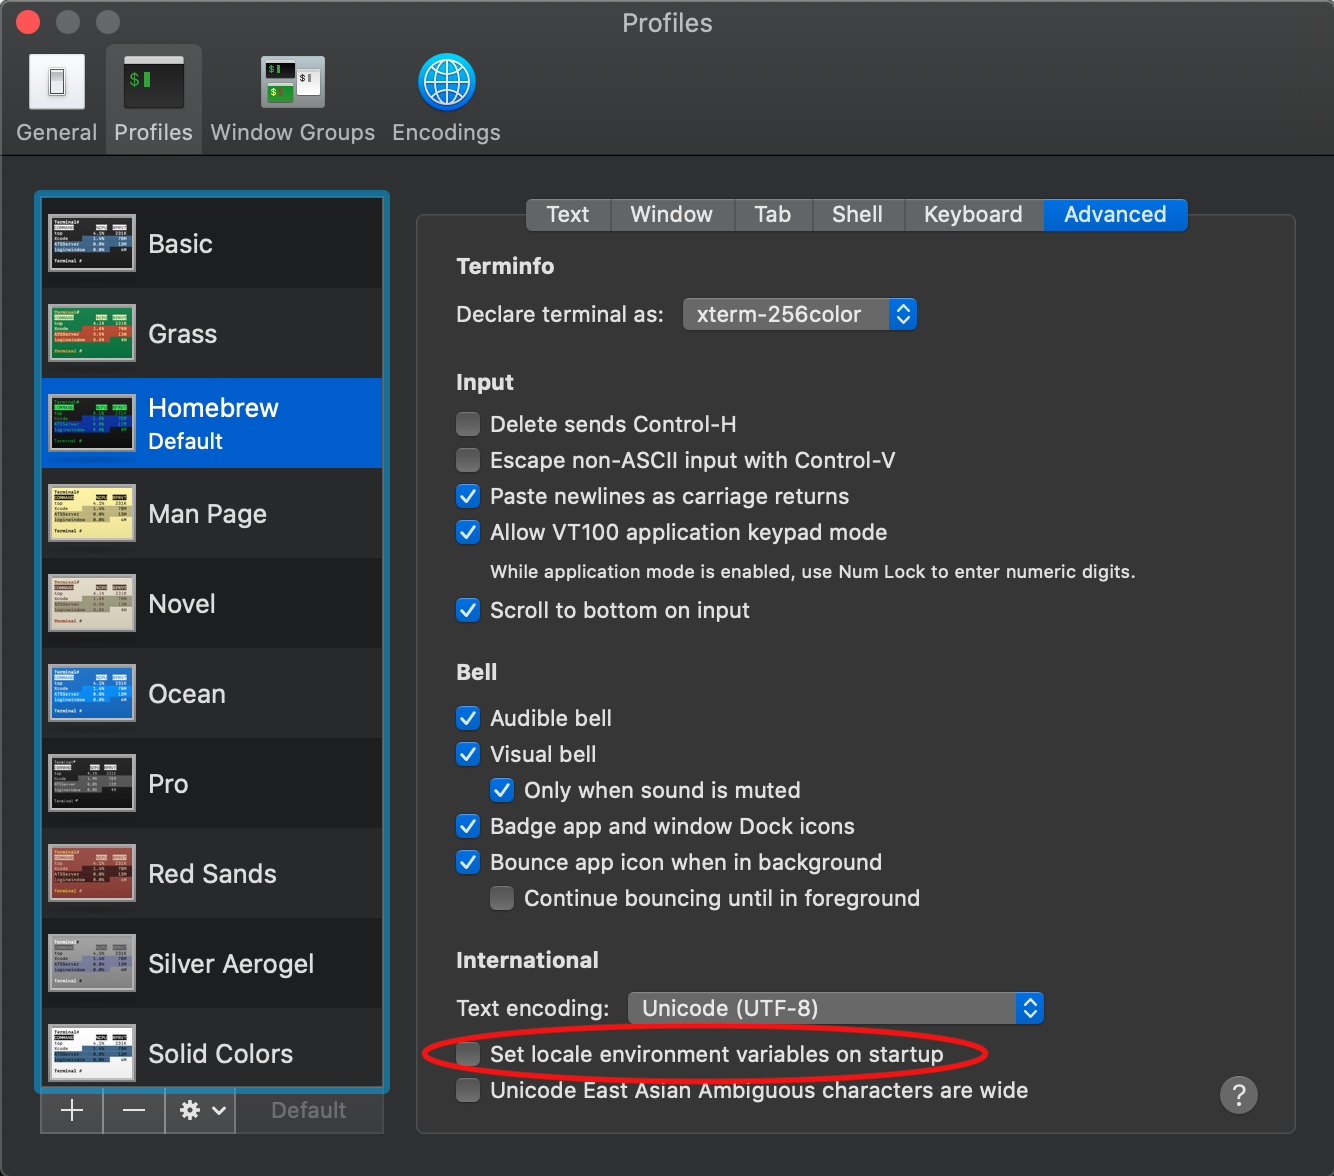 Profiles
General
Profiles
Window Groups
Encodings
Basic
Grass
Homebrew
Default
Man Page
Novel
Ocean
Pro
Red Sands
Silver Aerogel
Solid Colors
Default
Text
Window
Tab
Shell
Keyboard
Advanced
Terminfo
Declare terminal as: xterm-256color
Input
Delete sends Control-H
Escape non-ASCII input with Control-V
Paste newlines as carriage returns
Allow VT100 application keypad mode
While application mode is enabled, use Num Lock to enter numeric digits.
Scroll to bottom on input
Bell
Audible bell
Visual bell
Only when sound is muted
Badge app and window Dock icons
Bounce app icon when in background
Continue bouncing until in foreground
International
Text encoding: Unicode (UTF-8)
Set locale environment variables on startup
Unicode East Asian Ambiguous characters are wide
?